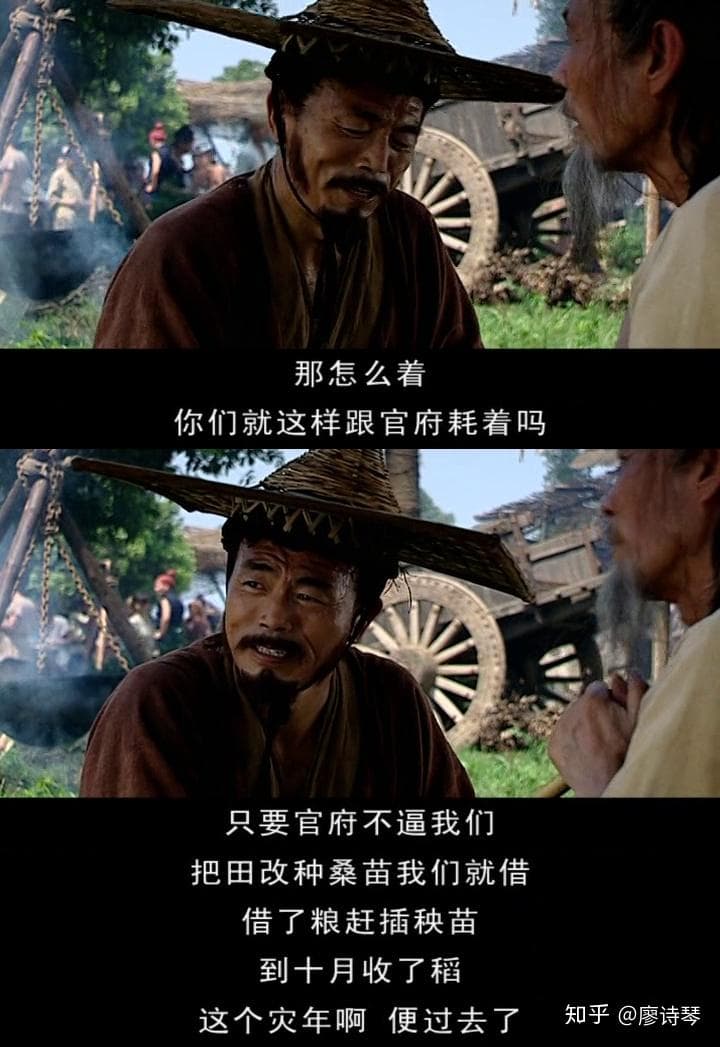 那怎么着
你们就这样跟官府耗着吗
只要官府不逼我们
把田改种桑苗我们就借
借了粮赶插秧苗
到十月收了稻
这个灾年啊 便过去了
知乎 @廖诗琴